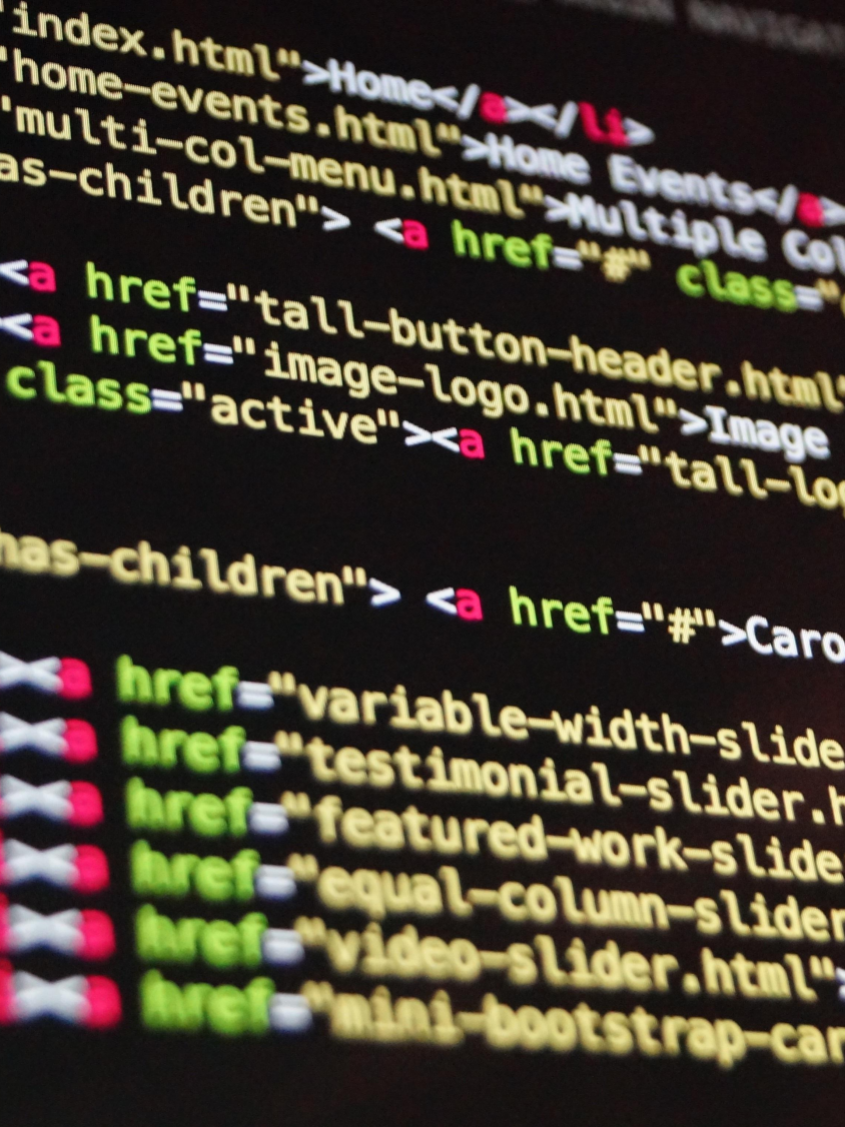 "index.html">Home</a></li>
"home-events.html">Home Events</a>
"multi-col-menu.html">Multiple Col
as-children"> <a href="#" class="
<a href="tall-button-header.html"
<a href="image-logo.html">Image
class="active"><a href="tall-log
has-children"> <a href="#">Caro
><a href="variable-width-slide
><a href="testimonial-slider.h
><a href="featured-work-slide
><a href="equal-column-slider
><a href="video-slider.html">
><a href="mini-bootstrap-car